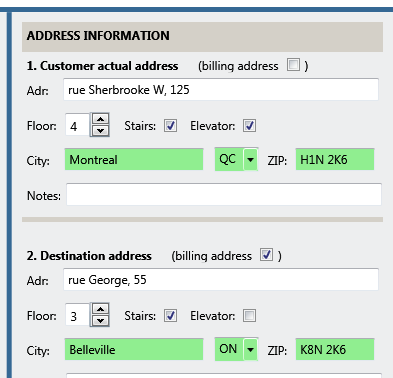 ADDRESS INFORMATION
1. Customer actual address (billing address )
Adr: rue Sherbrooke W, 125
Floor: 4 Stairs: Elevator:
City: Montreal QC ZIP: H1N 2K6
Notes:
2. Destination address (billing address )
Adr: rue George, 55
Floor: 3 Stairs: Elevator:
City: Belleville ON ZIP: K8N 2K6